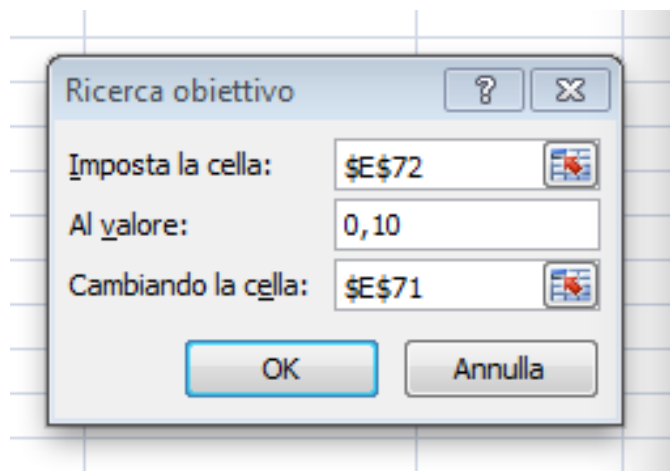 Ricerca obiettivo ?
Imposta la cella: $E$72
Al valore: 0,10
Cambiando la cella: $E$71
OK Annulla